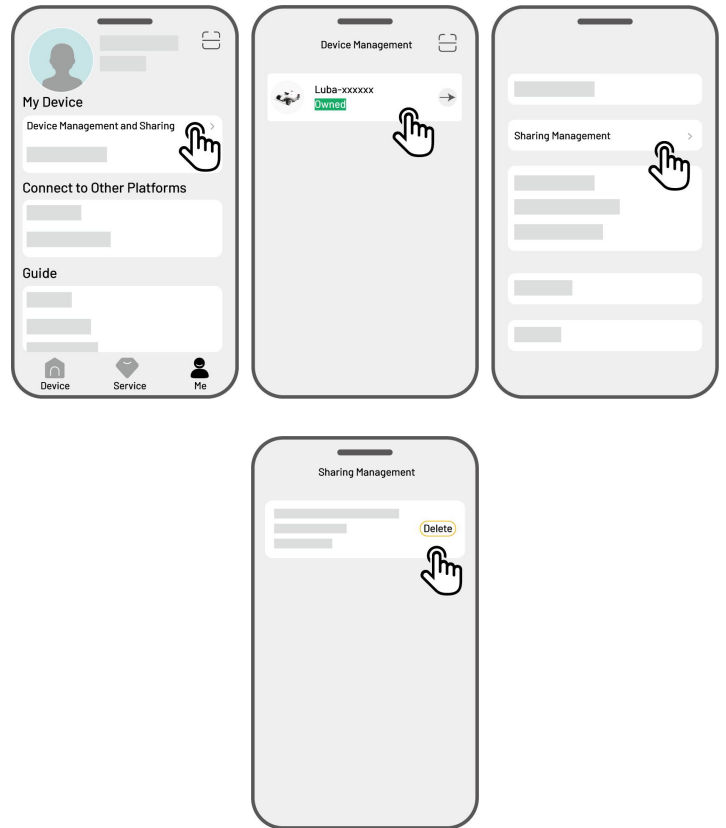 My Device
Device Management and Sharing
Connect to Other Platforms
Guide
Device
Service
Me
Device Management
Luba-xxxxxx
Owned
Sharing Management
Sharing Management
Delete